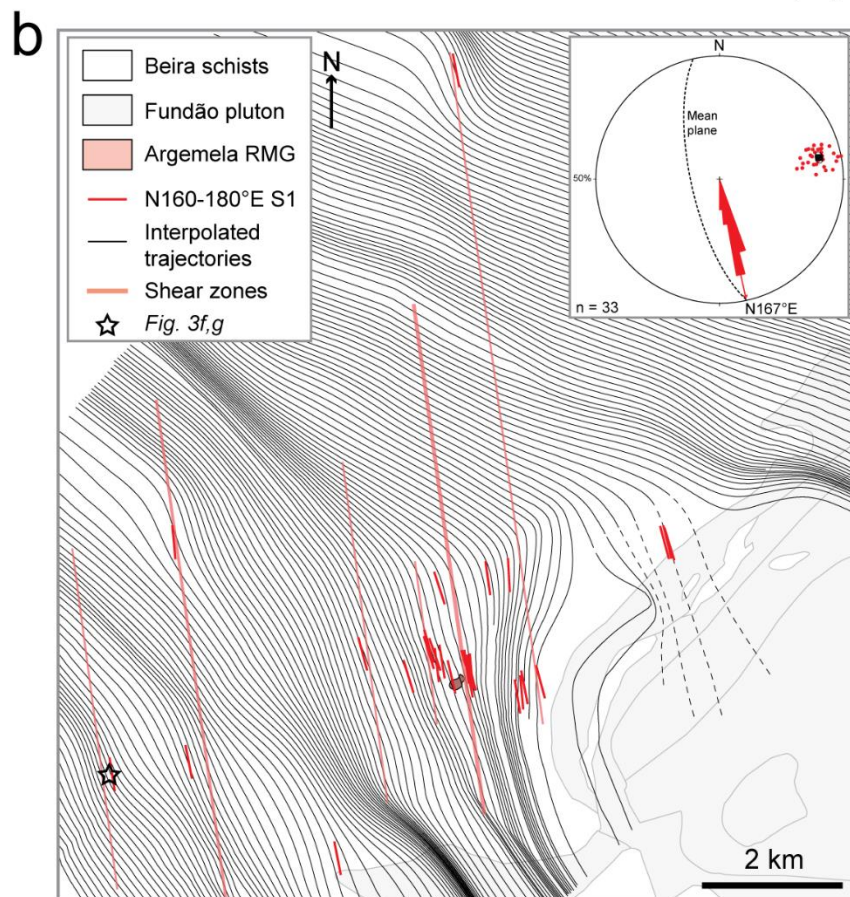 b
Beira schists
Fundão pluton
Argemela RMG
N160-180°E S1
Interpolated
trajectories
Shear zones
Fig. 3f,g
N
N
Mean
plane
50%
n = 33
N167°E
2 km